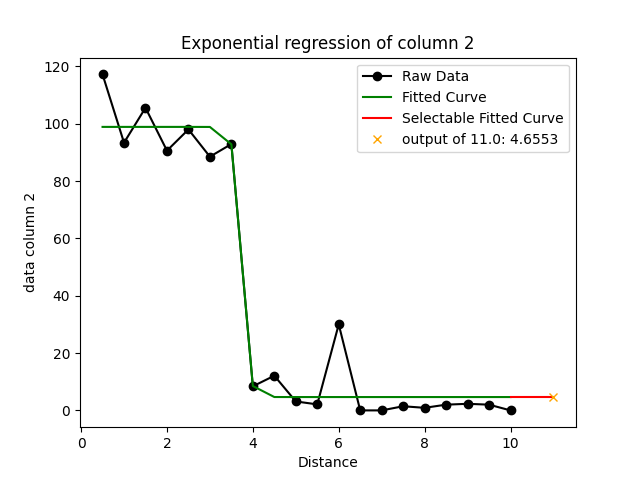 Exponential regression of column 2
Raw Data
Fitted Curve
Selectable Fitted Curve
output of 11.0: 4.6553
120
100
80
60
40
20
0
data column 2
0 2 4 6 8 10
Distance